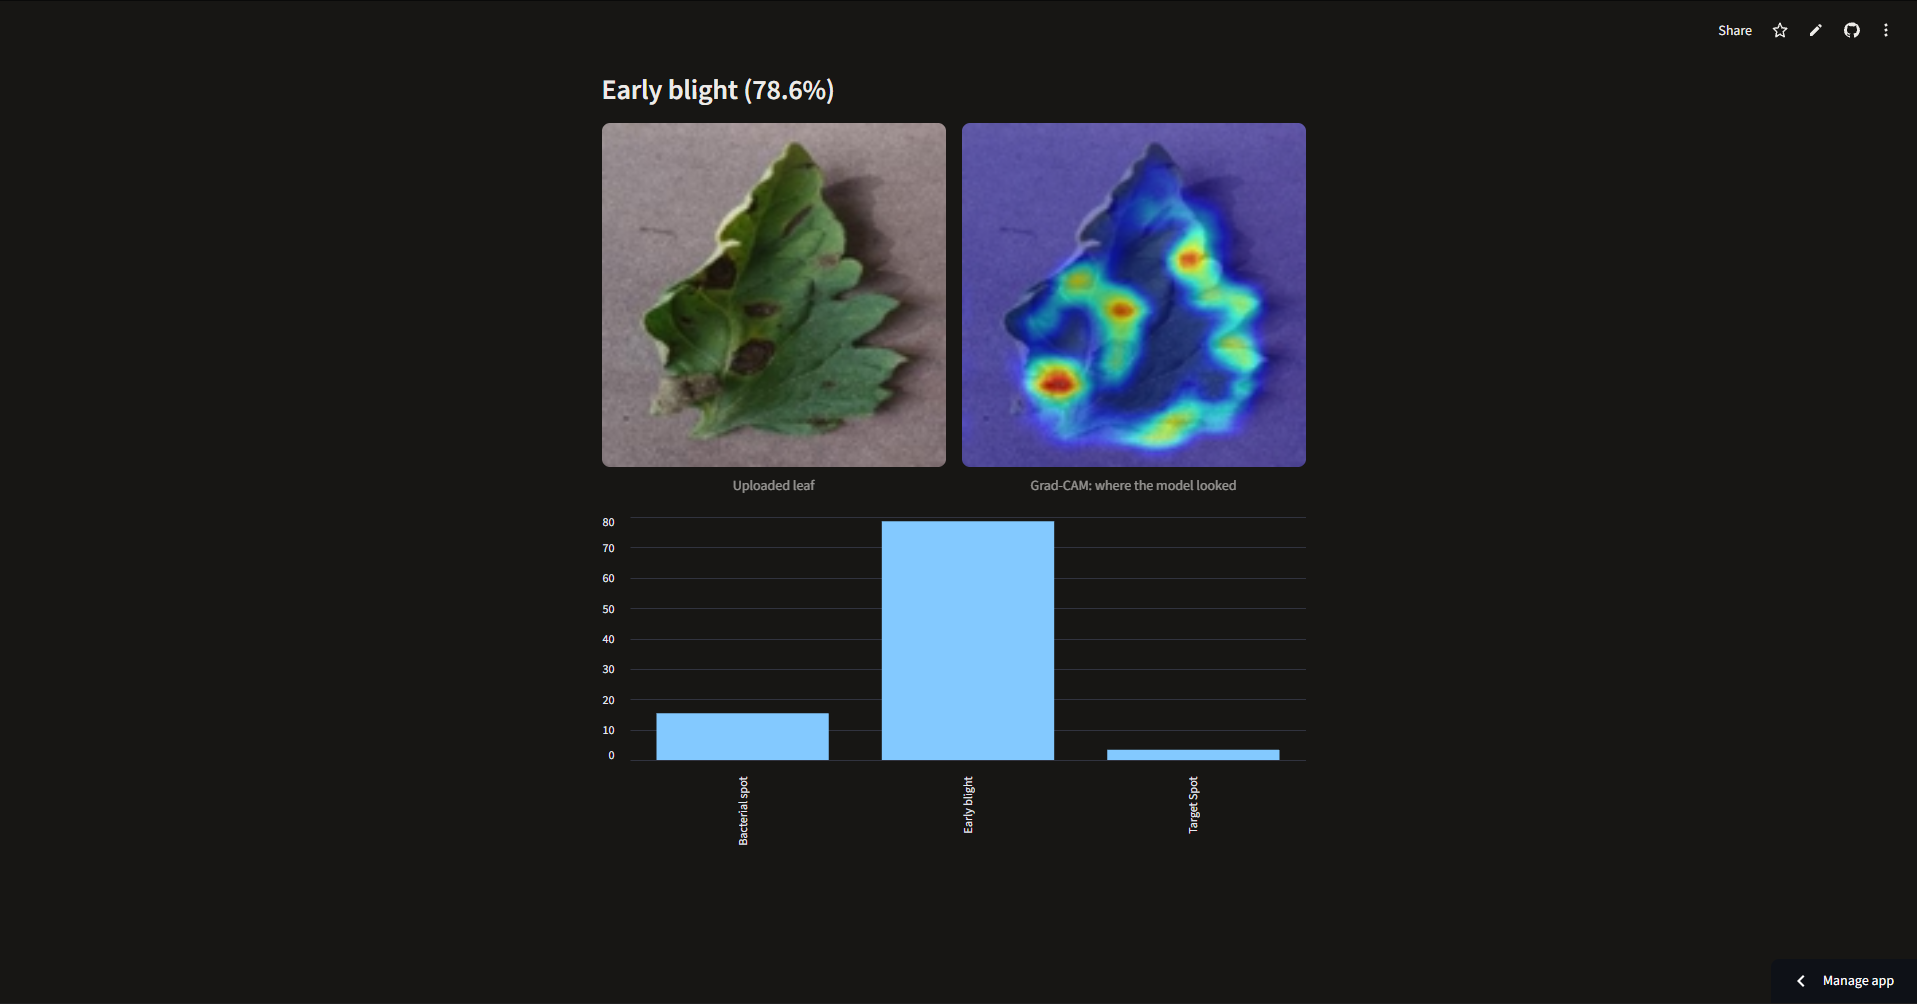 Share
Early blight (78.6%)
Uploaded leaf
Grad-CAM: where the model looked
80
70
60
50
40
30
20
10
0
Bacterial spot
Early blight
Target Spot
Manage app